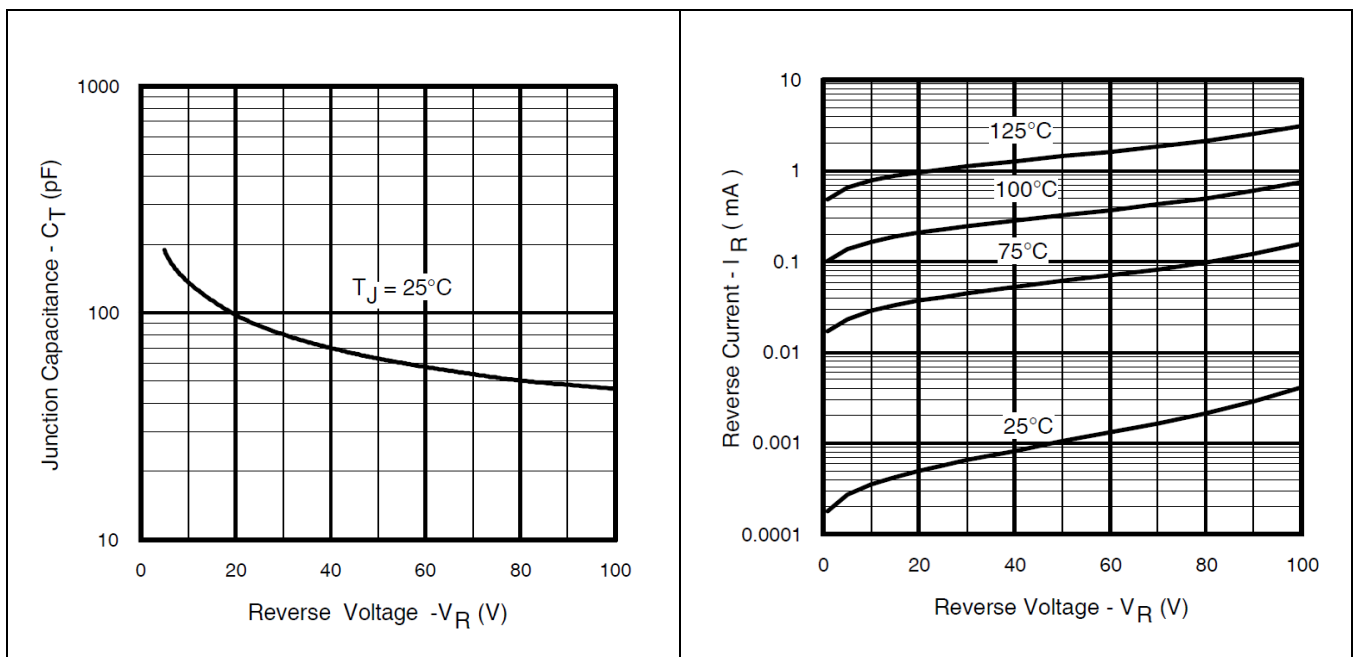 1000
100
10
Junction Capacitance - CT (pF)
TJ = 25°C
0 20 40 60 80 100
Reverse Voltage -VR (V)
10
1
0.1
0.01
0.001
0.0001
Reverse Current - IR ( mA )
125°C
100°C
75°C
25°C
0 20 40 60 80 100
Reverse Voltage - VR (V)